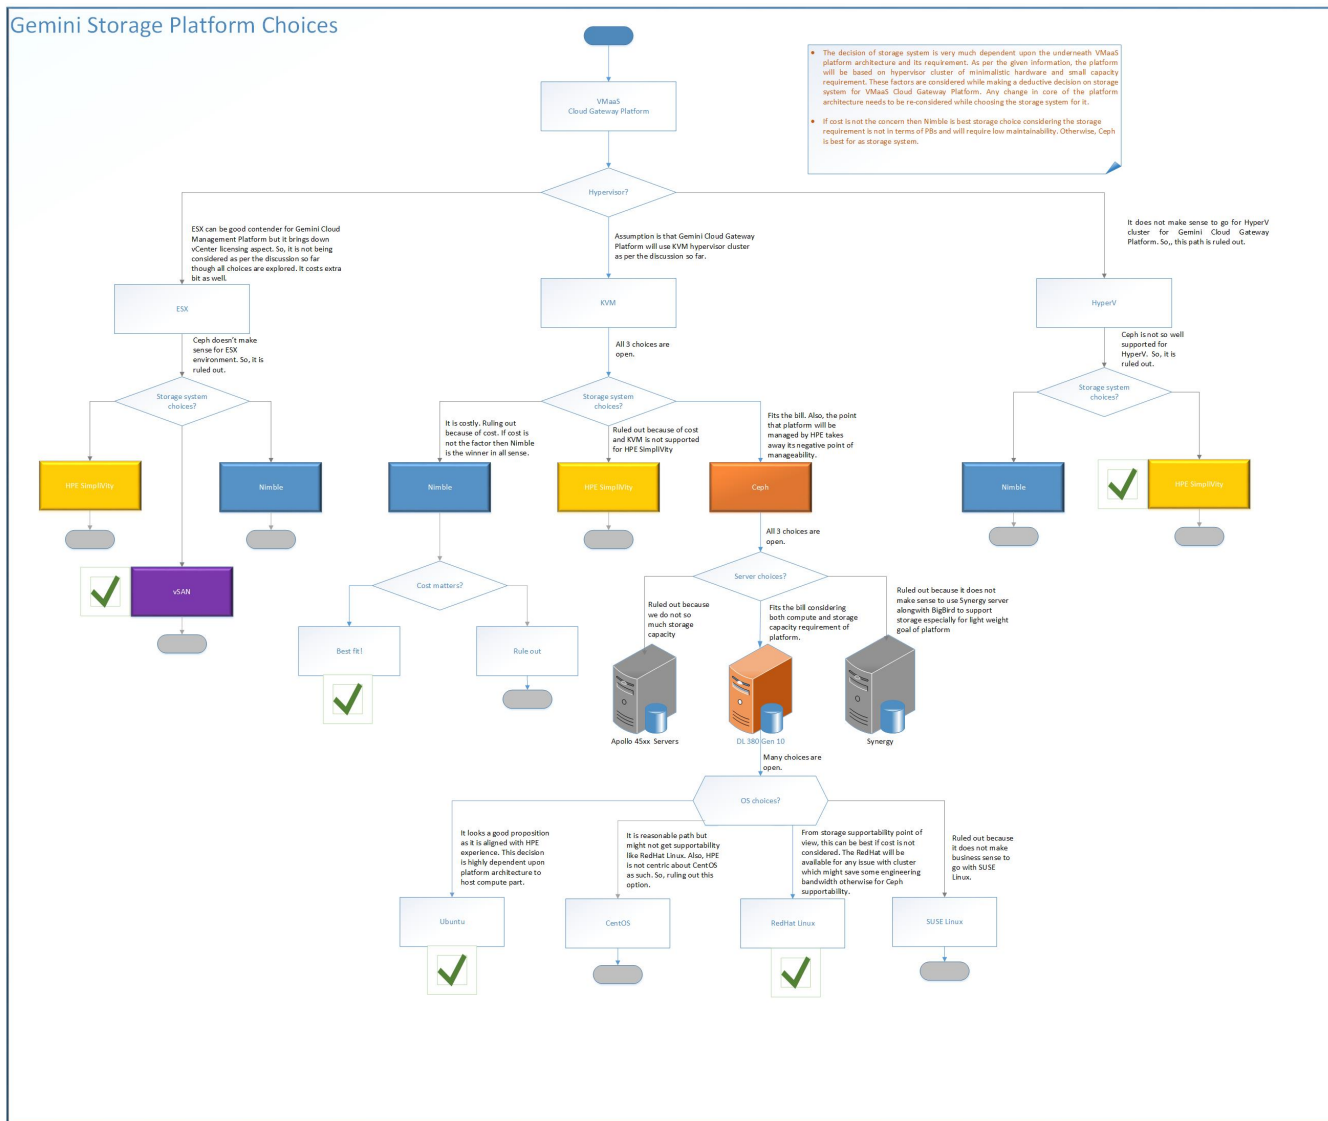 Gemini Storage Platform Choices
• The decision of storage system is very much dependent upon the underneath VMaaS
platform architecture and its requirement. As per the given information, the platform
will be based on hypervisor cluster of minimalistic hardware and small capacity
requirement. These factors are considered while making a deductive decision on storage
system for VMaaS Cloud Gateway Platform. Any change in core of the platform
architecture needs to be re-considered while choosing the storage system for it.
• If cost is not the concern then Nimble is best storage choice considering the storage
requirement is not in terms of PBs and will require low maintainability. Otherwise, Ceph
is best for as storage system.
VMaaS
Cloud Gateway Platform
Hypervisor?
ESX can be good contender for Gemini Cloud
Management Platform but it brings down
vCenter licensing aspect. So, it is not being
considered as per the discussion so far
though all choices are explored. It costs extra
bit as well.
Assumption is that Gemini Cloud Gateway
Platform will use KVM hypervisor cluster
as per the discussion so far.
It does not make sense to go for HyperV
cluster for Gemini Cloud Gateway
Platform. So,, this path is ruled out.
ESX
KVM
HyperV
Ceph doesn't make
sense for ESX
environment. So, it is
ruled out.
All 3 choices are
open.
Ceph is not so well
supported for
HyperV. So, it is
ruled out.
Storage system
choices?
Storage system
choices?
Storage system
choices?
It is costly. Ruling out
because of cost. If cost is
not the factor then Nimble
is the winner in all sense.
Ruled out because of cost
and KVM is not supported
for HPE SimpliVity
Fits the bill. Also, the point
that platform will be
managed by HPE takes
away its negative point of
manageability.
HPE SimpliVity
Nimble
Nimble
HPE SimpliVity
Ceph
Nimble
HPE SimpliVity
vSAN
All 3 choices are
open.
Cost matters?
Server choices?
Best fit!
Rule out
Ruled out because
we do not so
much storage
capacity
Fits the bill considering
both compute and storage
capacity requirement of
platform.
Ruled out because it does not
make sense to use Synergy server
alongwith BigBird to support
storage especially for light weight
goal of platform
Apollo 45xx Servers
DL 380 Gen 10
Synergy
Many choices are
open.
OS choices?
It looks a good proposition
as it is aligned with HPE
experience. This decision
is highly dependent upon
platform architecture to
host compute part.
It is reasonable path but
might not get supportability
like RedHat Linux. Also, HPE
is not centric about CentOS
as such. So, ruling out this
option.
From storage supportability point of
view, this can be best if cost is
not considered. The RedHat will be
available for any issue with cluster
which might save some engineering
bandwidth otherwise for Ceph
supportability.
Ruled out because
it does not make
business sense to
go with SUSE
Linux.
Ubuntu
CentOS
RedHat Linux
SUSE Linux